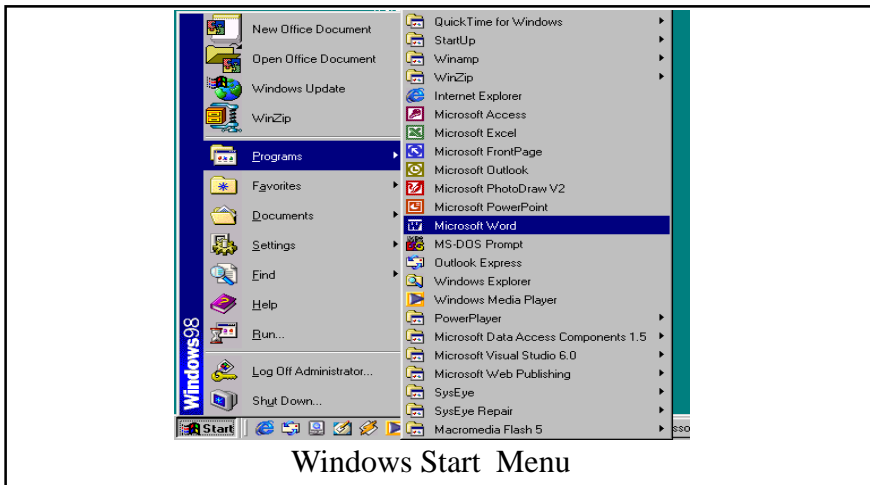 New Office Document
Open Office Document
Windows Update
WinZip
Programs
Favorites
Documents
Settings
Find
Help
Run...
Log Off Administrator...
Shut Down...
Windows98
QuickTime for Windows
StartUp
Winamp
WinZip
Internet Explorer
Microsoft Access
Microsoft Excel
Microsoft FrontPage
Microsoft Outlook
Microsoft PhotoDraw V2
Microsoft PowerPoint
Microsoft Word
MS-DOS Prompt
Outlook Express
Windows Explorer
Windows Media Player
PowerPlayer
Microsoft Data Access Components 1.5
Microsoft Visual Studio 6.0
Microsoft Web Publishing
SysEye
SysEye Repair
Macromedia Flash 5
Start
Windows Start Menu